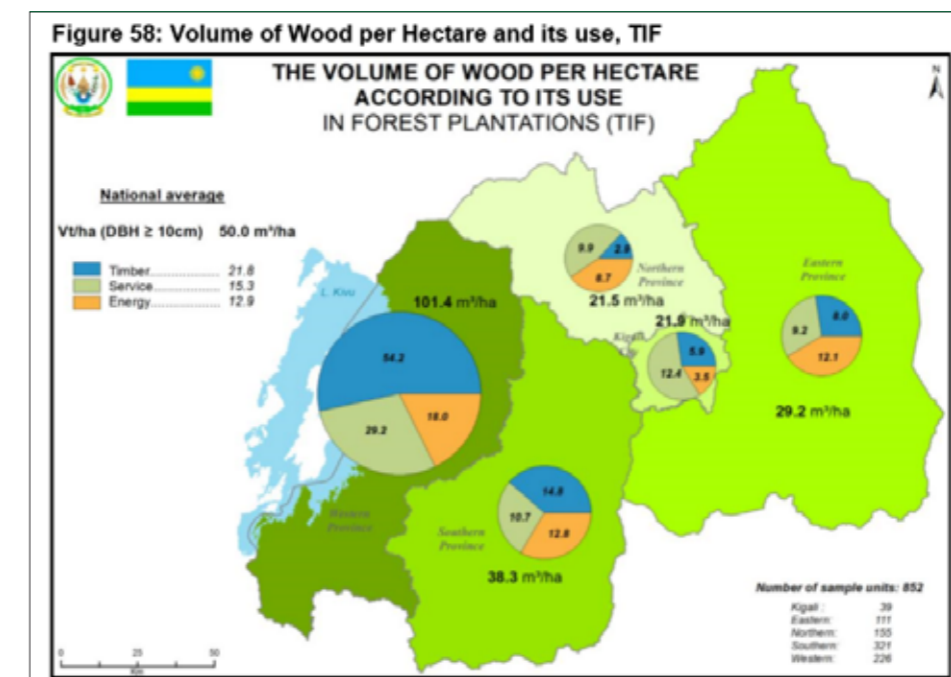 Figure 58: Volume of Wood per Hectare and its use, TIF
THE VOLUME OF WOOD PER HECTARE
ACCORDING TO ITS USE
IN FOREST PLANTATIONS (TIF)
N
National average
Vt/ha (DBH ≥ 10cm) 50.0 m³/ha
Timber.................... 21.8
Service.................... 15.3
Energy.................... 12.9
L. Kivu
101.4 m³/ha
54.2
29.2
18.0
Western
Province
9.9
2.9
8.7
Northern
Province
21.5 m³/ha
21.9 m³/ha
Kigali
5.9
12.4
3.5
Eastern
Province
8.0
9.2
12.1
29.2 m³/ha
14.8
10.7
12.8
Southern
Province
38.3 m³/ha
Number of sample units: 852
Kigali : 39
Eastern: 111
Northern: 155
Southern: 321
Western: 226
0 25 50
Km